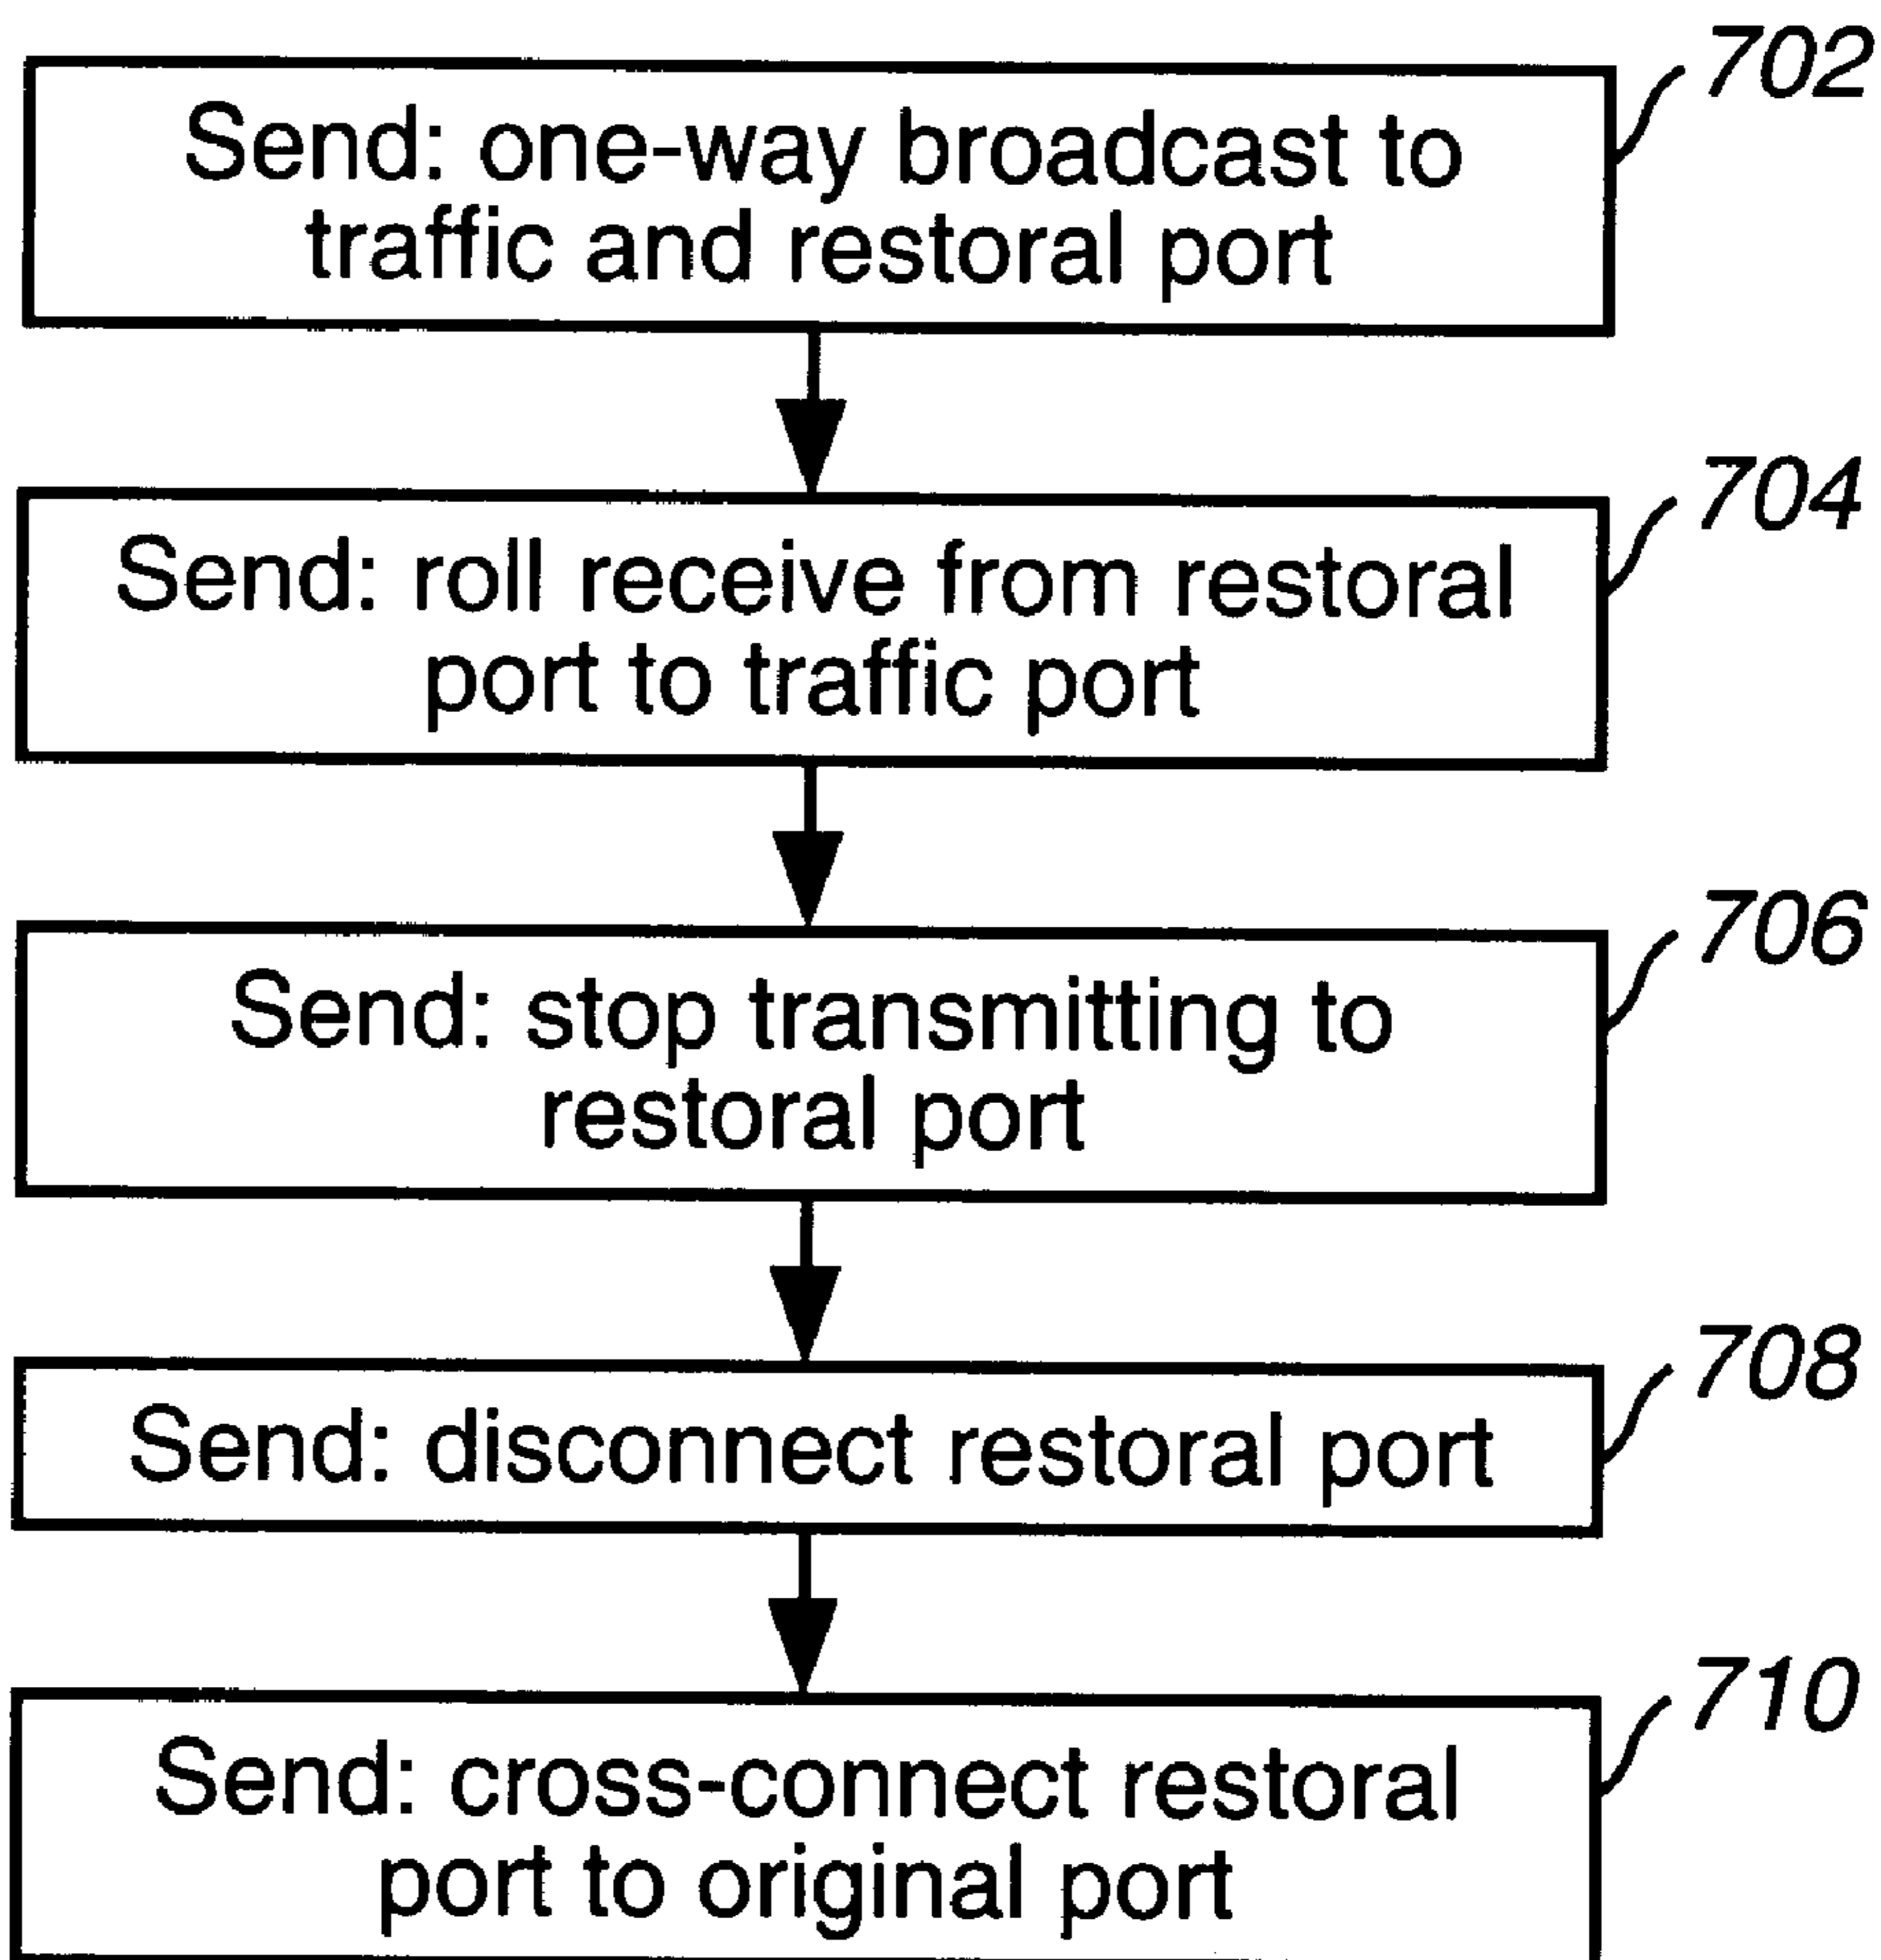 702
Send: one-way broadcast to
traffic and restoral port
704
Send: roll receive from restoral
port to traffic port
706
Send: stop transmitting to
restoral port
708
Send: disconnect restoral port
710
Send: cross-connect restoral
port to original port